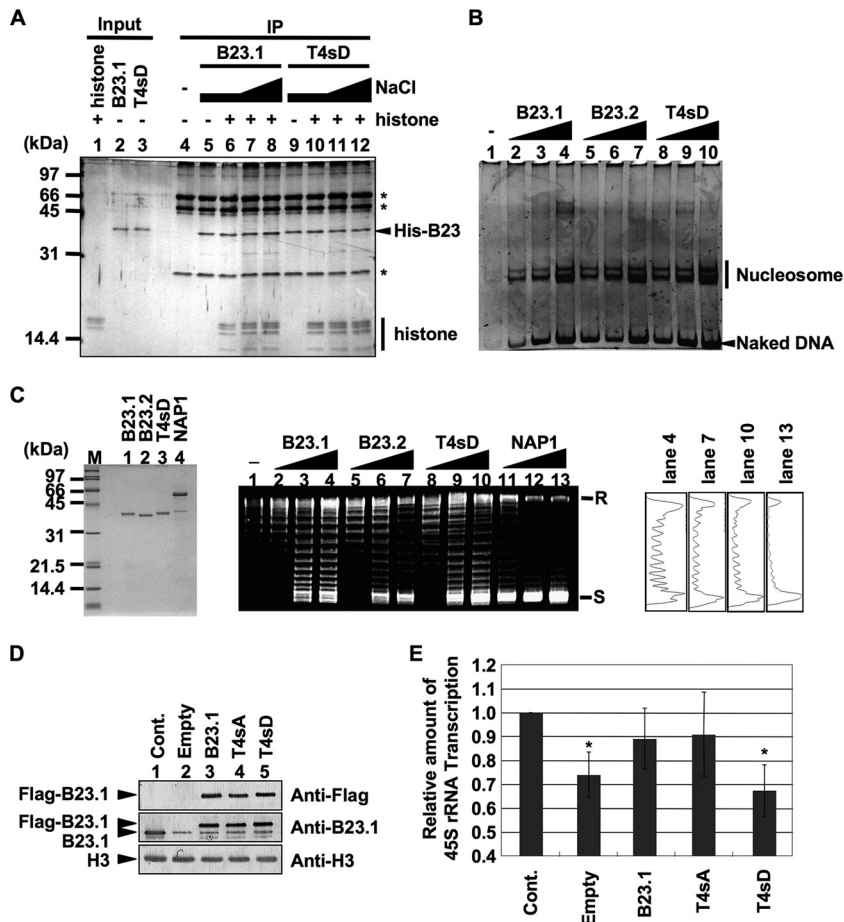 A
Input
IP
histone
B23.1
T4sD
B23.1
T4sD
-
NaCl
+ - - - - + + + - + + + histone
(kDa) 1 2 3 4 5 6 7 8 9 10 11 12
97
66
45
31
14.4
*
*
His-B23
*
histone
B
B23.1 B23.2 T4sD
-
1 2 3 4 5 6 7 8 9 10
Nucleosome
Naked DNA
C
B23.1
B23.2
T4sD
NAP1
(kDa) M 1 2 3 4
97
66
45
31
21.5
14.4
B23.1 B23.2 T4sD NAP1
–
1 2 3 4 5 6 7 8 9 10 11 12 13
R
S
lane 4
lane 7
lane 10
lane 13
D
Cont.
Empty
B23.1
T4sA
T4sD
1 2 3 4 5
Flag-B23.1 Anti-Flag
Flag-B23.1 Anti-B23.1
B23.1
H3 Anti-H3
E
Relative amount of
45S rRNA Transcription
1.2
1.1
1.0
0.9
0.8
0.7
0.6
0.5
0.4
*
*
Cont.
Empty
B23.1
T4sA
T4sD